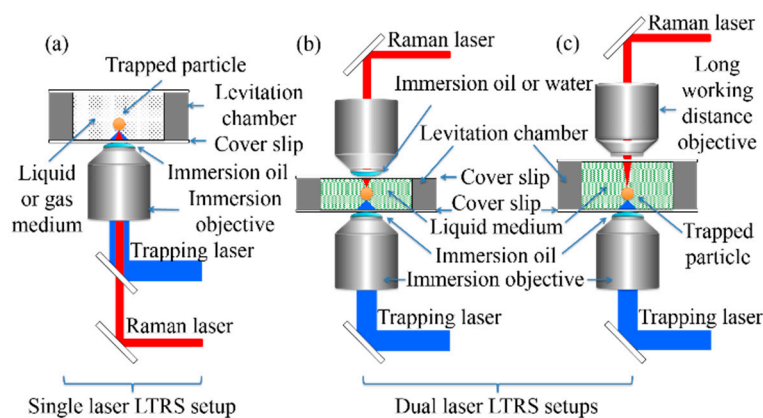 (a)
Trapped particle
Levitation
chamber
Cover slip
Liquid
or gas
medium
Immersion oil
Immersion
objective
Trapping laser
Raman laser
Single laser LTRS setup
(b)
Raman laser
Immersion oil or water
Levitation chamber
Cover slip
Cover slip
Liquid medium
Immersion oil
Immersion objective
Trapping laser
(c)
Raman laser
Long
working
distance
objective
Trapped
particle
Trapping laser
Dual laser LTRS setups